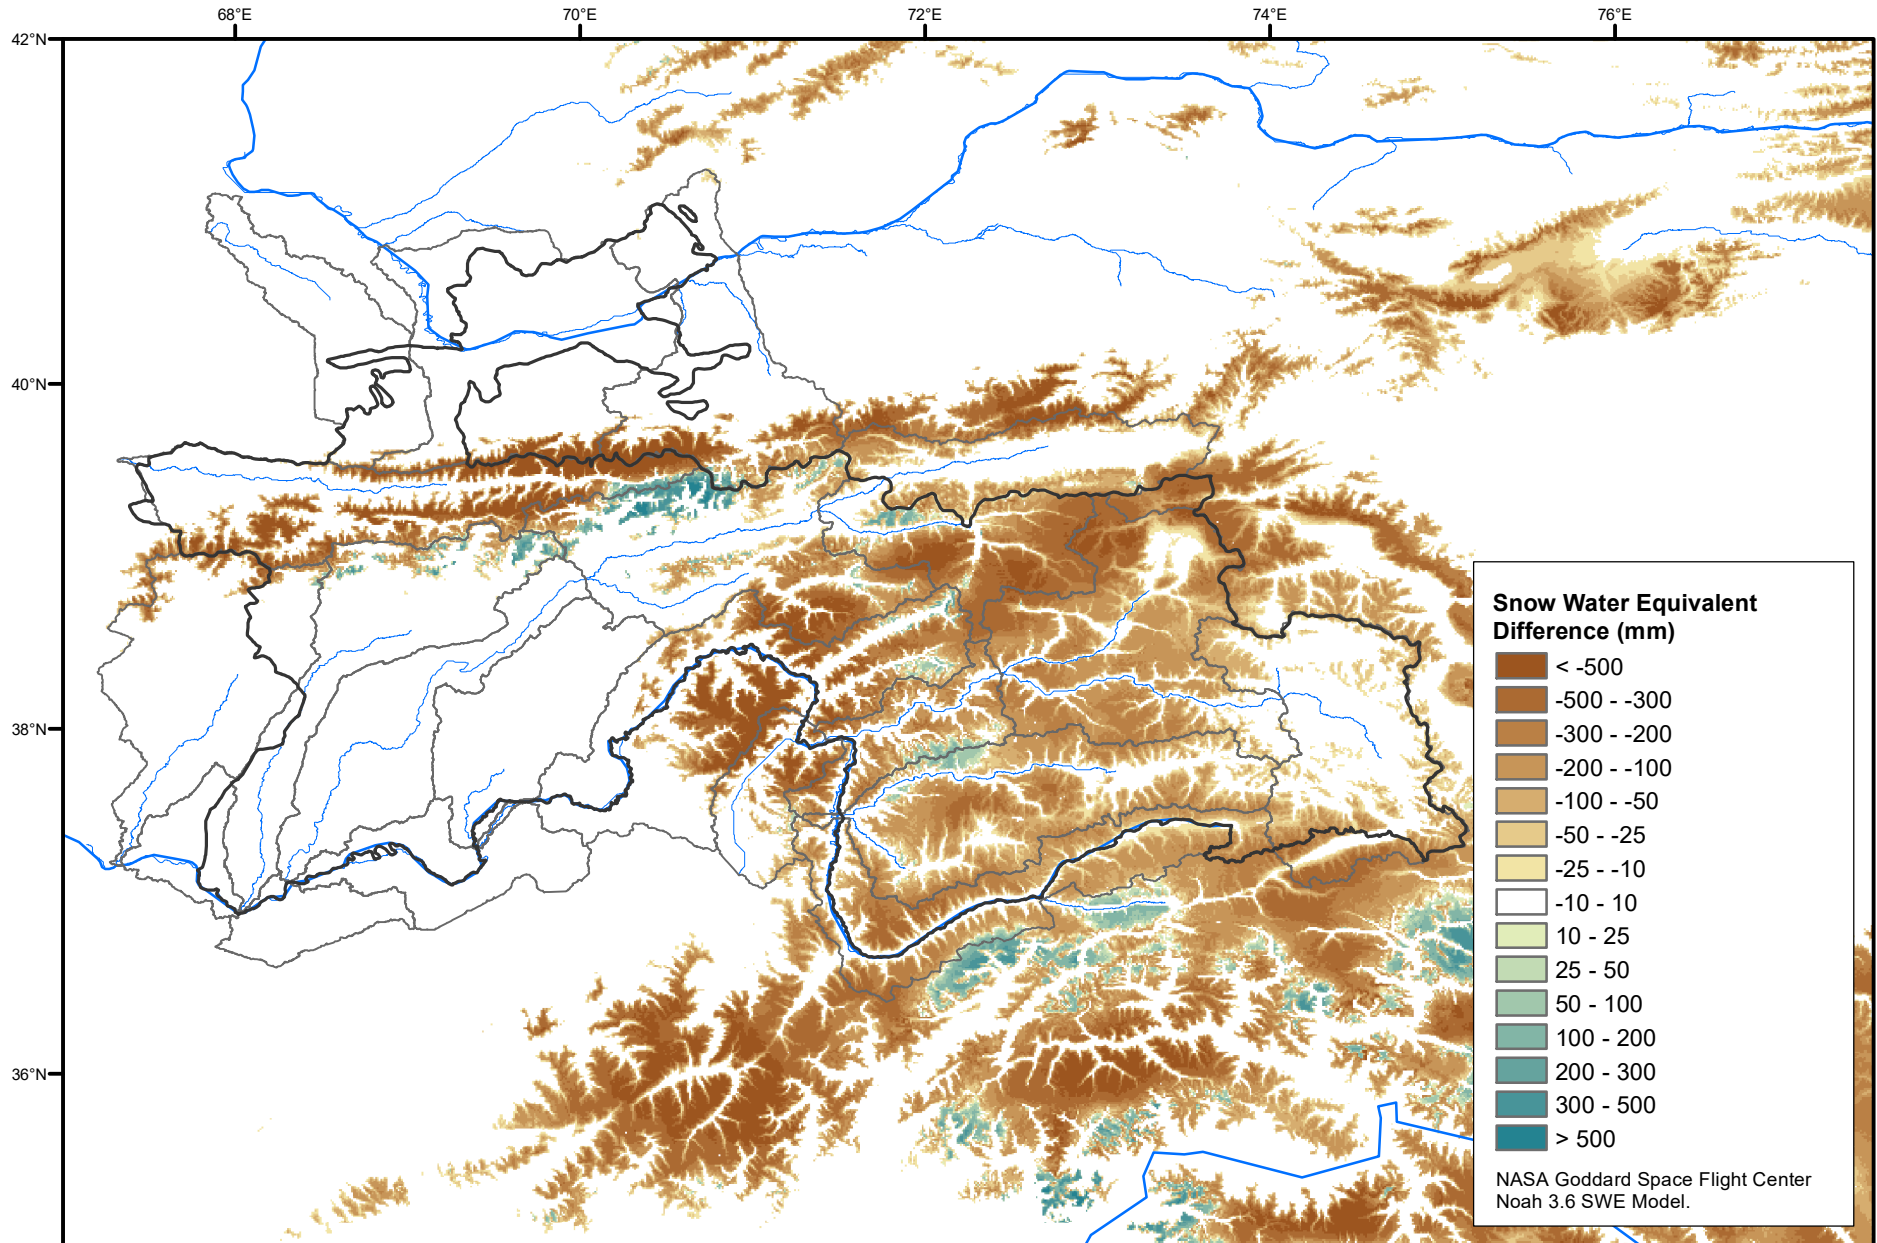 68°E
70°E
72°E
74°E
76°E
42°N
40°N
38°N
36°N
Snow Water Equivalent
Difference (mm)
< -500
-500 - -300
-300 - -200
-200 - -100
-100 - -50
-50 - -25
-25 - -10
-10 - 10
10 - 25
25 - 50
50 - 100
100 - 200
200 - 300
300 - 500
> 500
NASA Goddard Space Flight Center
Noah 3.6 SWE Model.